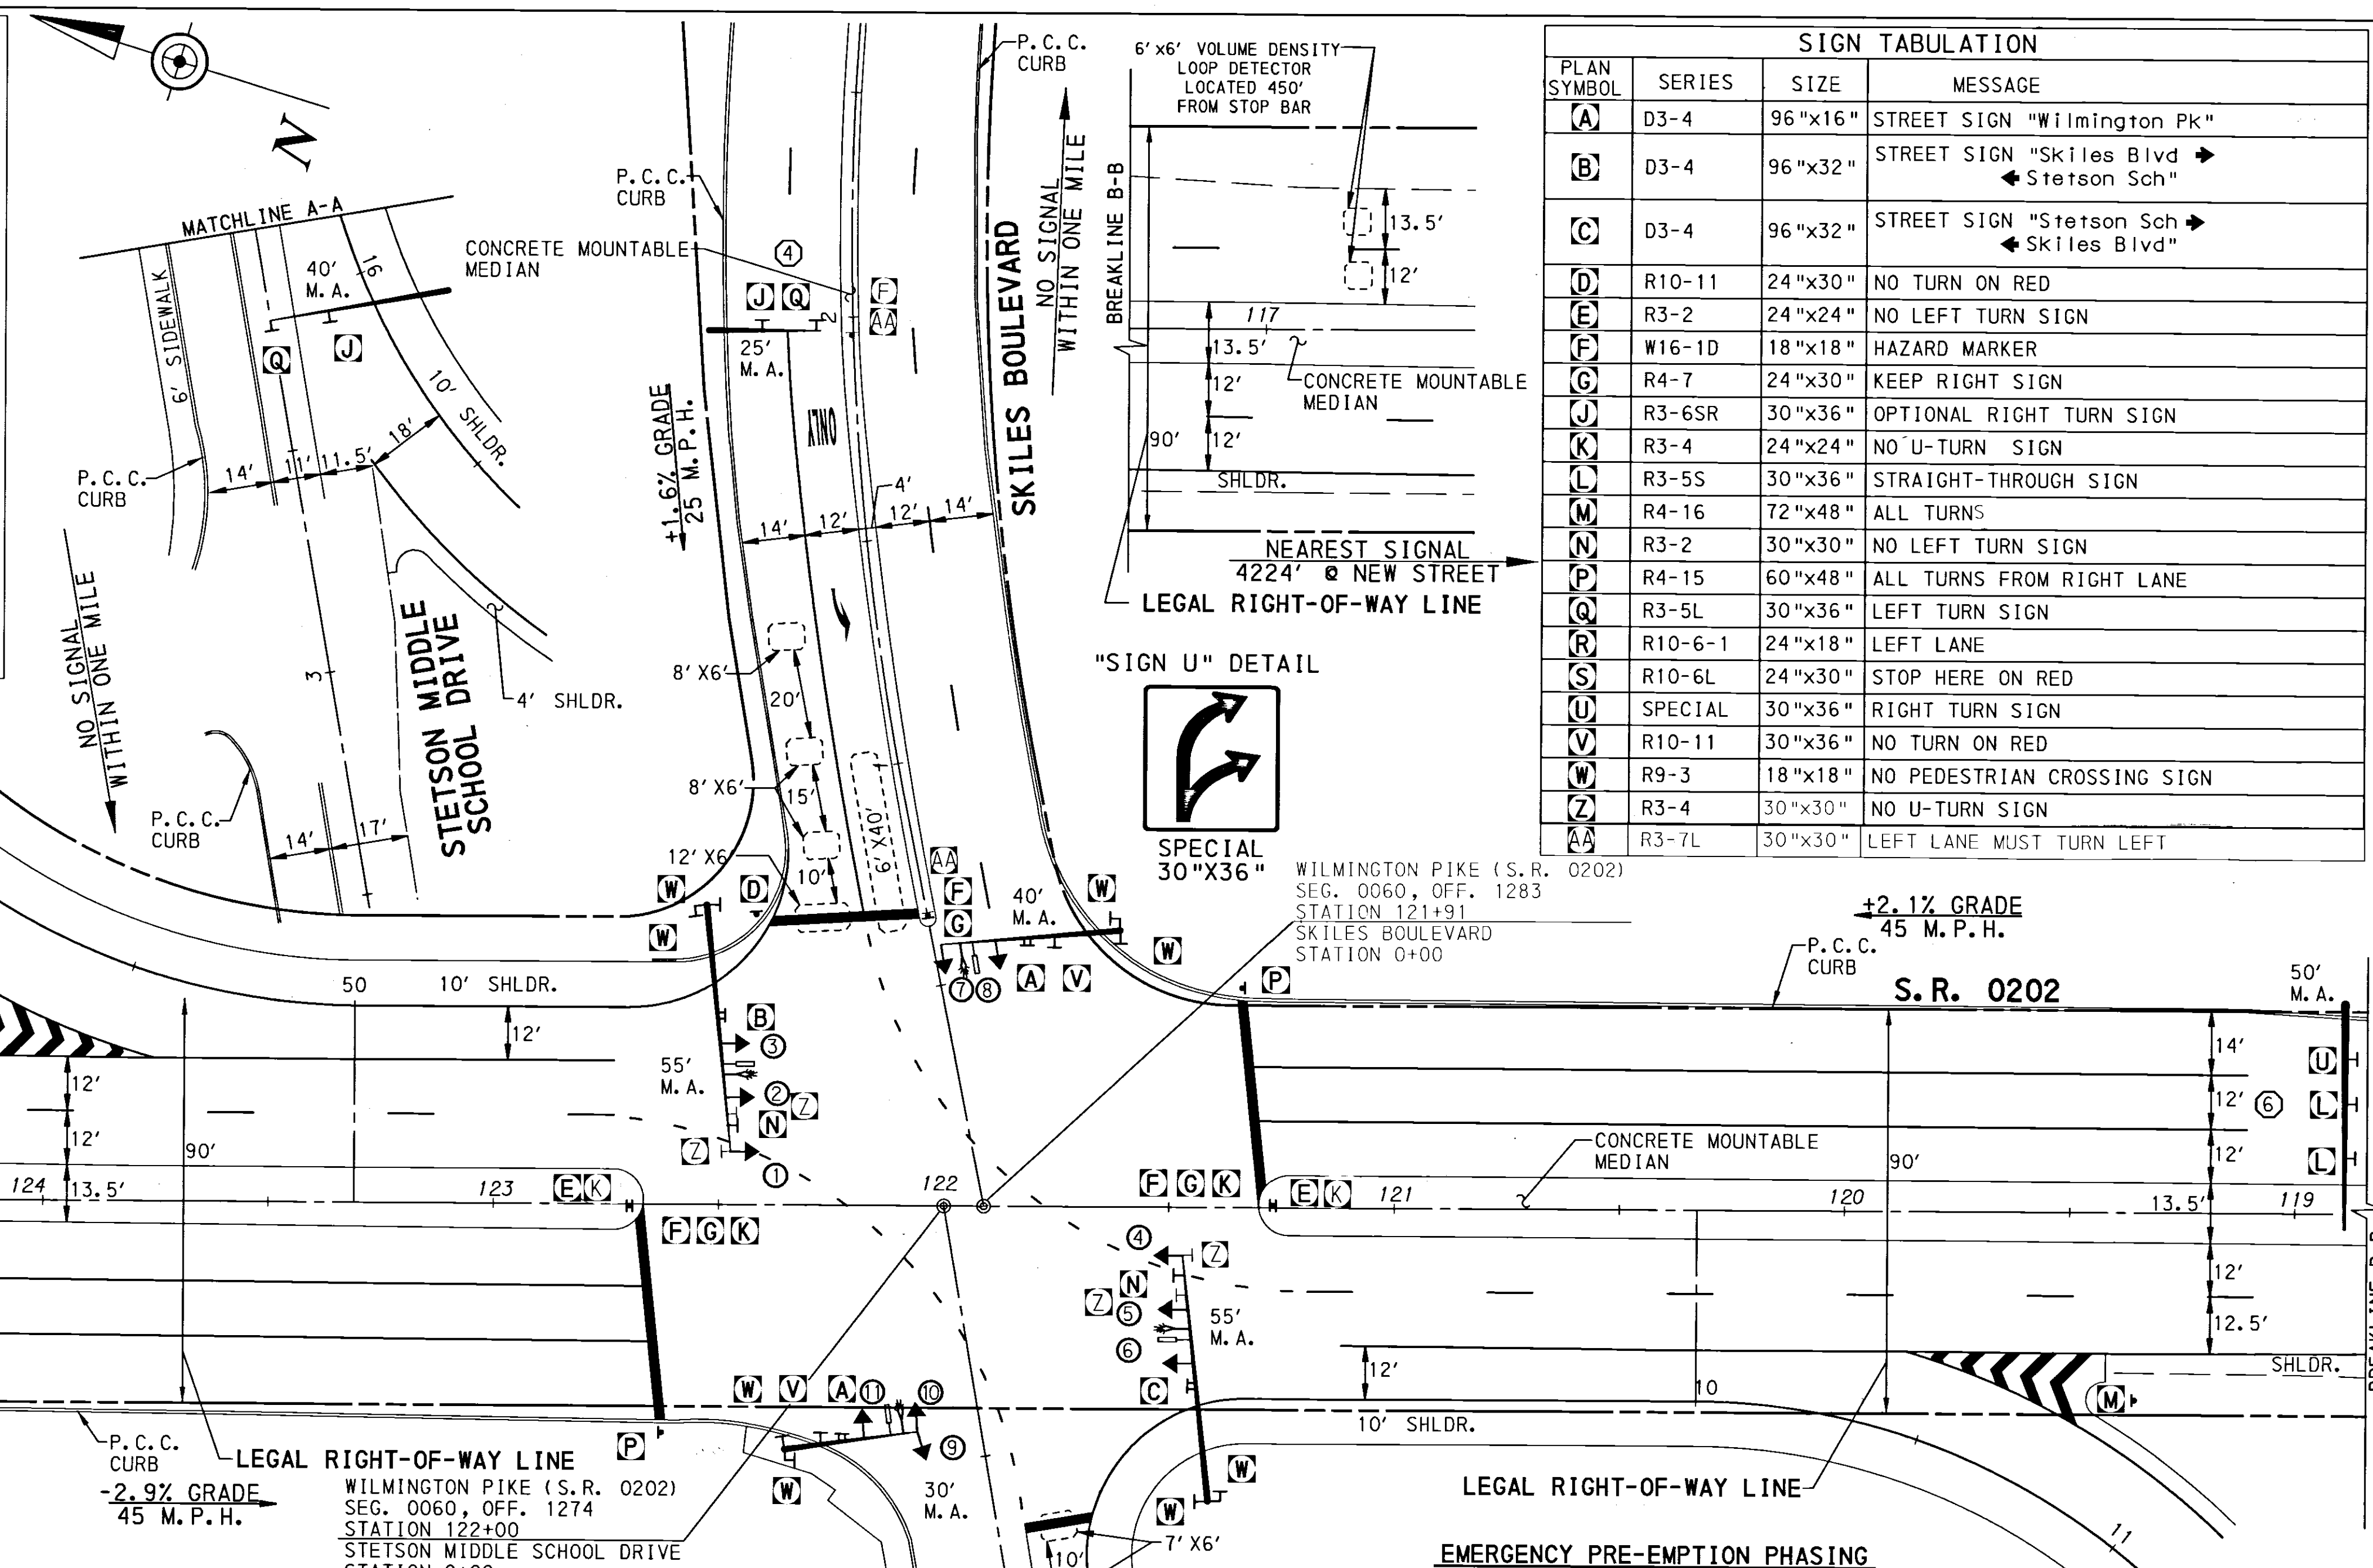 N
MATCHLINE A-A
40'
M. A.
16
6' SIDEWALK
Q
J
10' SHLDR.
P. C. C.
CURB
14'
11'
11.5'
18'
NO SIGNAL
WITHIN ONE MILE
3
STETSON MIDDLE
SCHOOL DRIVE
4' SHLDR.
P. C. C.
CURB
14'
17'
P. C. C.
CURB
P. C. C.
CURB
CONCRETE MOUNTABLE
MEDIAN
4
J Q
F
AA
2
25'
M. A.
ONLY
+1.6% GRADE
25 M. P. H.
SKILES BOULEVARD
NO SIGNAL
WITHIN ONE MILE
4'
14'
12'
12'
14'
8' X6'
20'
8' X6'
15'
12' X6'
10'
6' X40'
6' x6' VOLUME DENSITY
LOOP DETECTOR
LOCATED 450'
FROM STOP BAR
BREAKLINE B-B
13.5'
12'
117
13.5'
12'
12'
90'
CONCRETE MOUNTABLE
MEDIAN
SHLDR.
NEAREST SIGNAL
4224' @ NEW STREET
LEGAL RIGHT-OF-WAY LINE
"SIGN U" DETAIL
SPECIAL
30"X36"
SIGN TABULATION
PLAN SYMBOL SERIES SIZE MESSAGE
A D3-4 96"x16" STREET SIGN "Wilmington Pk"
B D3-4 96"x32" STREET SIGN "Skiles Blvd →
← Stetson Sch"
C D3-4 96"x32" STREET SIGN "Stetson Sch →
← Skiles Blvd"
D R10-11 24"x30" NO TURN ON RED
E R3-2 24"x24" NO LEFT TURN SIGN
F W16-1D 18"x18" HAZARD MARKER
G R4-7 24"x30" KEEP RIGHT SIGN
J R3-6SR 30"x36" OPTIONAL RIGHT TURN SIGN
K R3-4 24"x24" NO U-TURN SIGN
L R3-5S 30"x36" STRAIGHT-THROUGH SIGN
M R4-16 72"x48" ALL TURNS
N R3-2 30"x30" NO LEFT TURN SIGN
P R4-15 60"x48" ALL TURNS FROM RIGHT LANE
Q R3-5L 30"x36" LEFT TURN SIGN
R R10-6-1 24"x18" LEFT LANE
S R10-6L 24"x30" STOP HERE ON RED
U SPECIAL 30"x36" RIGHT TURN SIGN
V R10-11 30"x36" NO TURN ON RED
W R9-3 18"x18" NO PEDESTRIAN CROSSING SIGN
Z R3-4 30"x30" NO U-TURN SIGN
AA R3-7L 30"x30" LEFT LANE MUST TURN LEFT
W
D
W
AA
F
G
40'
M. A.
W
W
7 8 A V
WILMINGTON PIKE (S.R. 0202)
SEG. 0060, OFF. 1283
STATION 121+91
SKILES BOULEVARD
STATION 0+00
P
+2.1% GRADE
45 M. P. H.
P. C. C.
CURB
S. R. 0202
50'
M. A.
50
10' SHLDR.
12'
B
3
55'
M. A.
2
Z
N
Z
1
12'
12'
90'
124
13.5'
123
E K
F G K
122
F G K
E K
121
CONCRETE MOUNTABLE
MEDIAN
90'
120
13.5'
119
14'
12'
12'
6
U
L
L
4
Z
N
Z
5
55'
M. A.
6
C
12'
12.5'
SHLDR.
12'
10
M
10' SHLDR.
W V A 11 10
9
P
W
30'
M. A.
W
W
P. C. C.
CURB
LEGAL RIGHT-OF-WAY LINE
-2.9% GRADE
45 M. P. H.
WILMINGTON PIKE (S.R. 0202)
SEG. 0060, OFF. 1274
STATION 122+00
STETSON MIDDLE SCHOOL DRIVE
LEGAL RIGHT-OF-WAY LINE
7' X6'
10'
11
EMERGENCY PRE-EMPTION PHASING